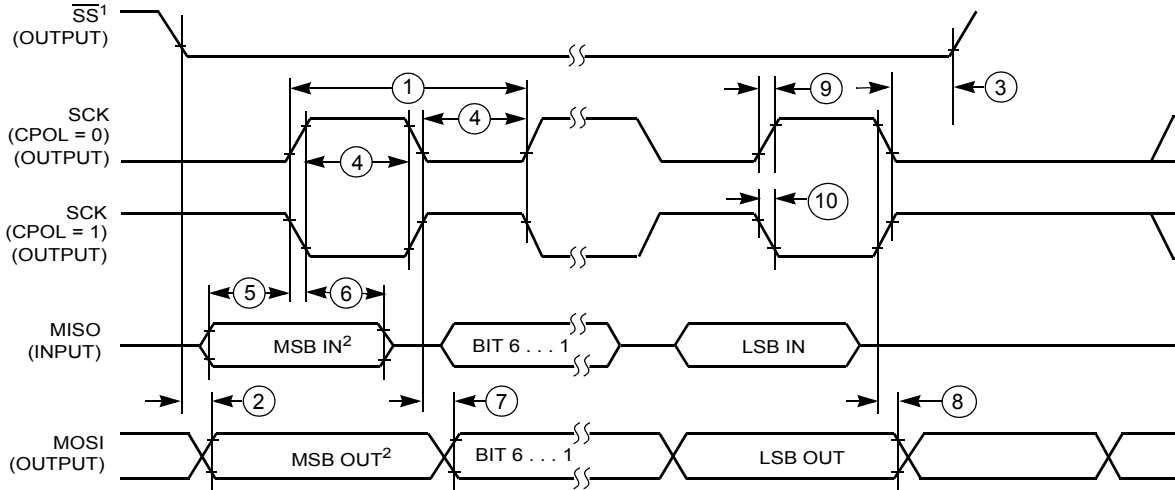 SS¹
(OUTPUT)
1
9
3
SCK
(CPOL = 0)
(OUTPUT)
4
4
SCK
(CPOL = 1)
(OUTPUT)
10
5
6
MISO
(INPUT)
MSB IN²
BIT 6 . . . 1
LSB IN
2
7
8
MOSI
(OUTPUT)
MSB OUT²
BIT 6 . . . 1
LSB OUT